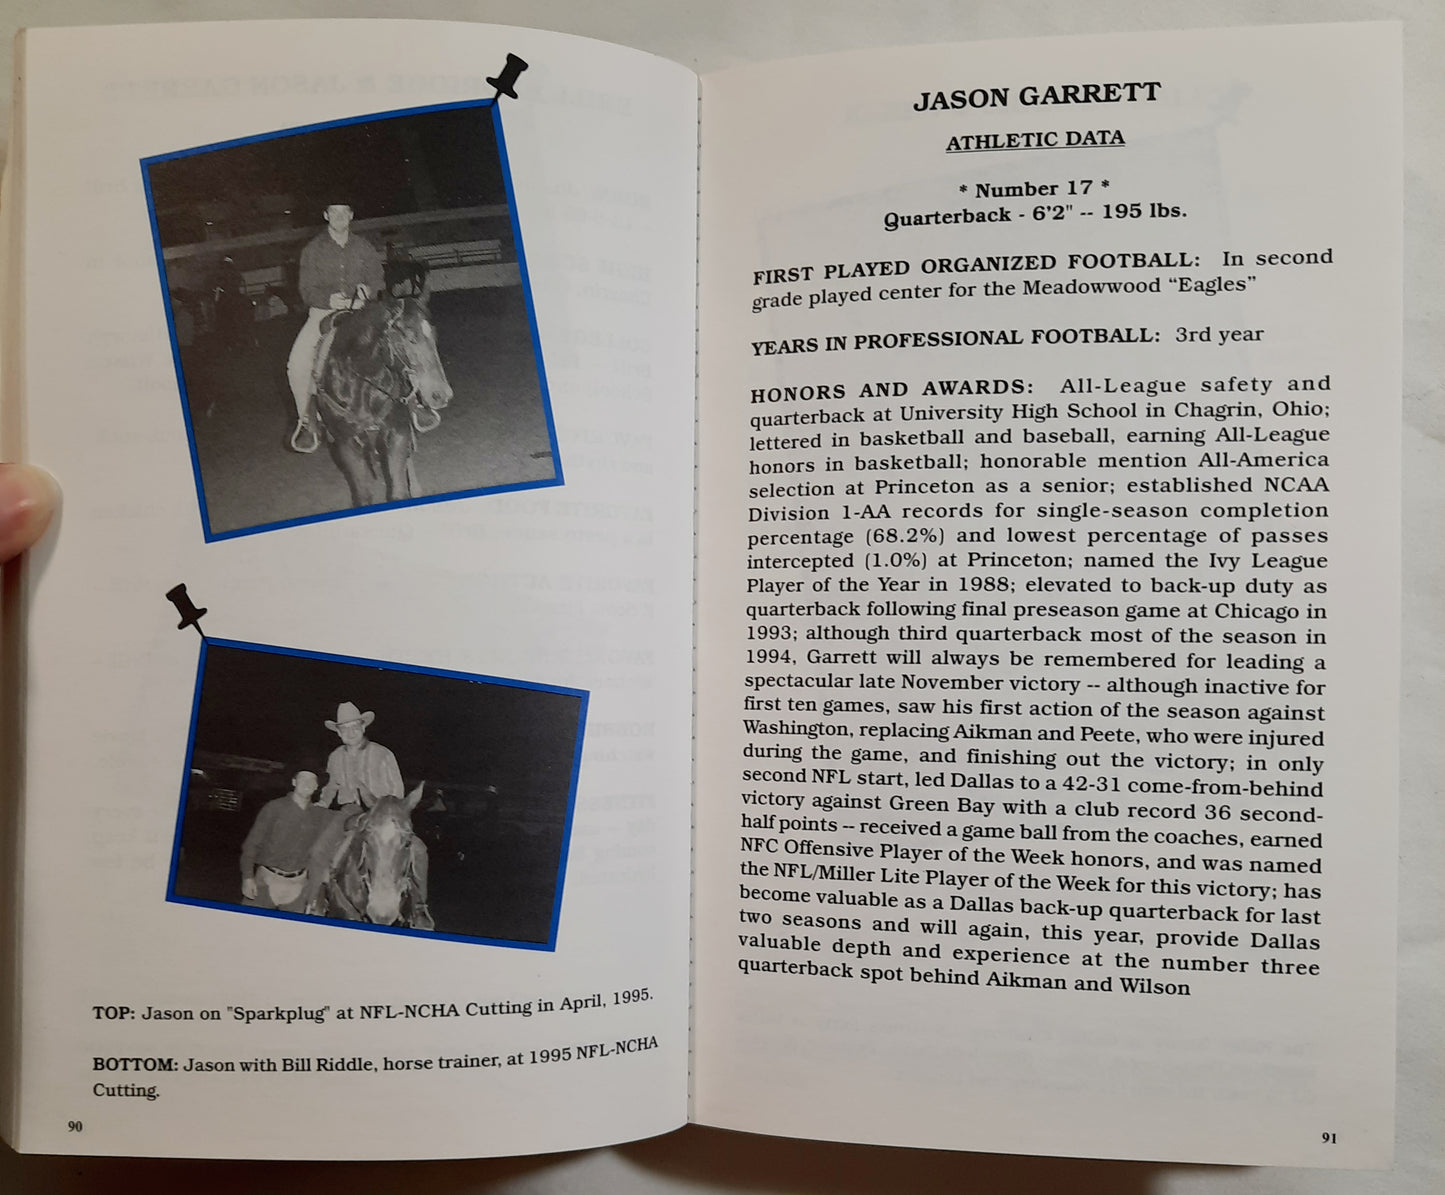 TOP: Jason on "Sparkplug" at NFL-NCHA Cutting in April, 1995.
BOTTOM: Jason with Bill Riddle, horse trainer, at 1995 NFL-NCHA
Cutting.
90
JASON GARRETT
ATHLETIC DATA
* Number 17 *
Quarterback - 6'2" -- 195 lbs.
FIRST PLAYED ORGANIZED FOOTBALL: In second
grade played center for the Meadowwood “Eagles”
YEARS IN PROFESSIONAL FOOTBALL: 3rd year
HONORS AND AWARDS: All-League safety and
quarterback at University High School in Chagrin, Ohio;
lettered in basketball and baseball, earning All-League
honors in basketball; honorable mention All-America
selection at Princeton as a senior; established NCAA
Division 1-AA records for single-season completion
percentage (68.2%) and lowest percentage of passes
intercepted (1.0%) at Princeton; named the Ivy League
Player of the Year in 1988; elevated to back-up duty as
quarterback following final preseason game at Chicago in
1993; although third quarterback most of the season in
1994, Garrett will always be remembered for leading a
spectacular late November victory -- although inactive for
first ten games, saw his first action of the season against
Washington, replacing Aikman and Peete, who were injured
during the game, and finishing out the victory; in only
second NFL start, led Dallas to a 42-31 come-from-behind
victory against Green Bay with a club record 36 second-
half points -- received a game ball from the coaches, earned
NFC Offensive Player of the Week honors, and was named
the NFL/Miller Lite Player of the Week for this victory; has
become valuable as a Dallas back-up quarterback for last
two seasons and will again, this year, provide Dallas
valuable depth and experience at the number three
quarterback spot behind Aikman and Wilson
91